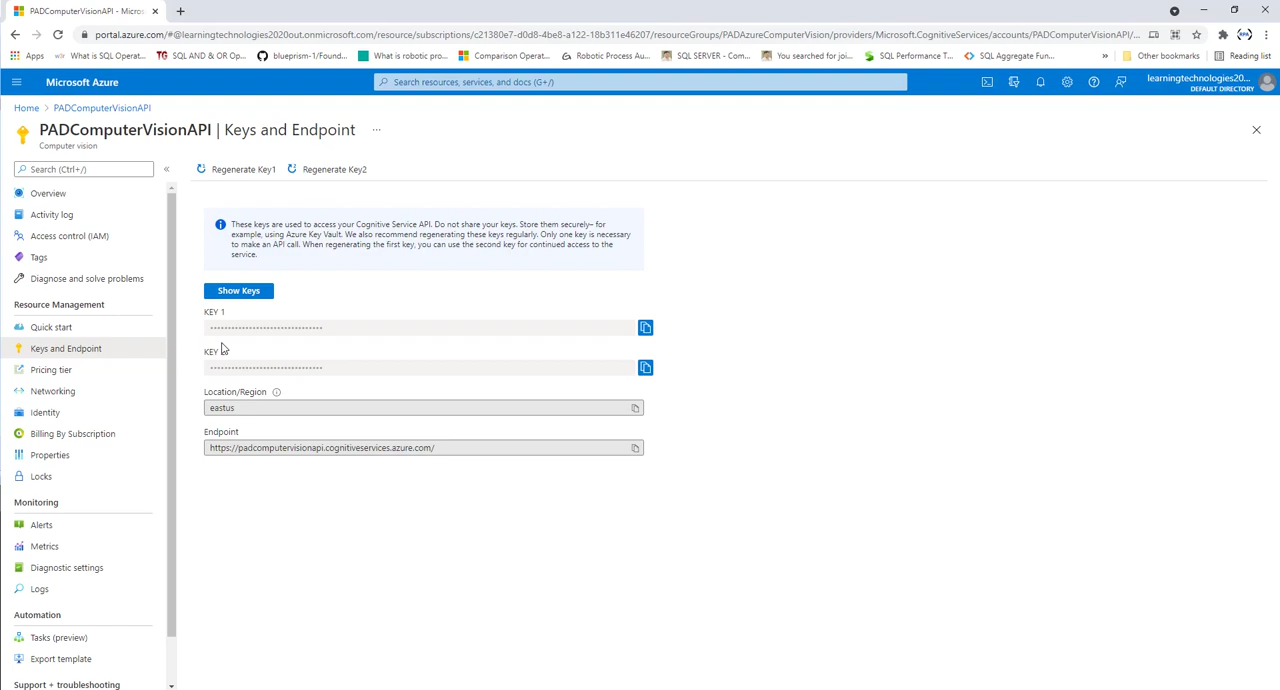 PADComputerVisionAPI - Micros
portal.azure.com/#@learningtechnologies2020out.onmicrosoft.com/resource/subscriptions/c21380e7-d0d8-4be8-a122-18b311e46207/resourceGroups/PADAzureComputerVision/providers/Microsoft.CognitiveServices/accounts/PADComputerVisionAPI/...
Apps What is SQL Operat... SQL AND & OR Op... blueprism-1/Found... What is robotic pro... Comparison Operat... Robotic Process Au... SQL SERVER - Com... You searched for joi... SQL Performance T... SQL Aggregate Fun... » Other bookmarks Reading list
Microsoft Azure
Search resources, services, and docs (G+/)
learningtechnologies20...
DEFAULT DIRECTORY
Home > PADComputerVisionAPI
PADComputerVisionAPI | Keys and Endpoint ...
Computer vision
Search (Ctrl+/) «
Regenerate Key1 Regenerate Key2
Overview
Activity log
Access control (IAM)
Tags
Diagnose and solve problems
Resource Management
Quick start
Keys and Endpoint
Pricing tier
Networking
Identity
Billing By Subscription
Properties
Locks
Monitoring
Alerts
Metrics
Diagnostic settings
Logs
Automation
Tasks (preview)
Export template
Support + troubleshooting
These keys are used to access your Cognitive Service API. Do not share your keys. Store them securely– for
example, using Azure Key Vault. We also recommend regenerating these keys regularly. Only one key is necessary
to make an API call. When regenerating the first key, you can use the second key for continued access to the
service.
Show Keys
KEY 1
KEY
Location/Region
eastus
Endpoint
https://padcomputervisionapi.cognitiveservices.azure.com/